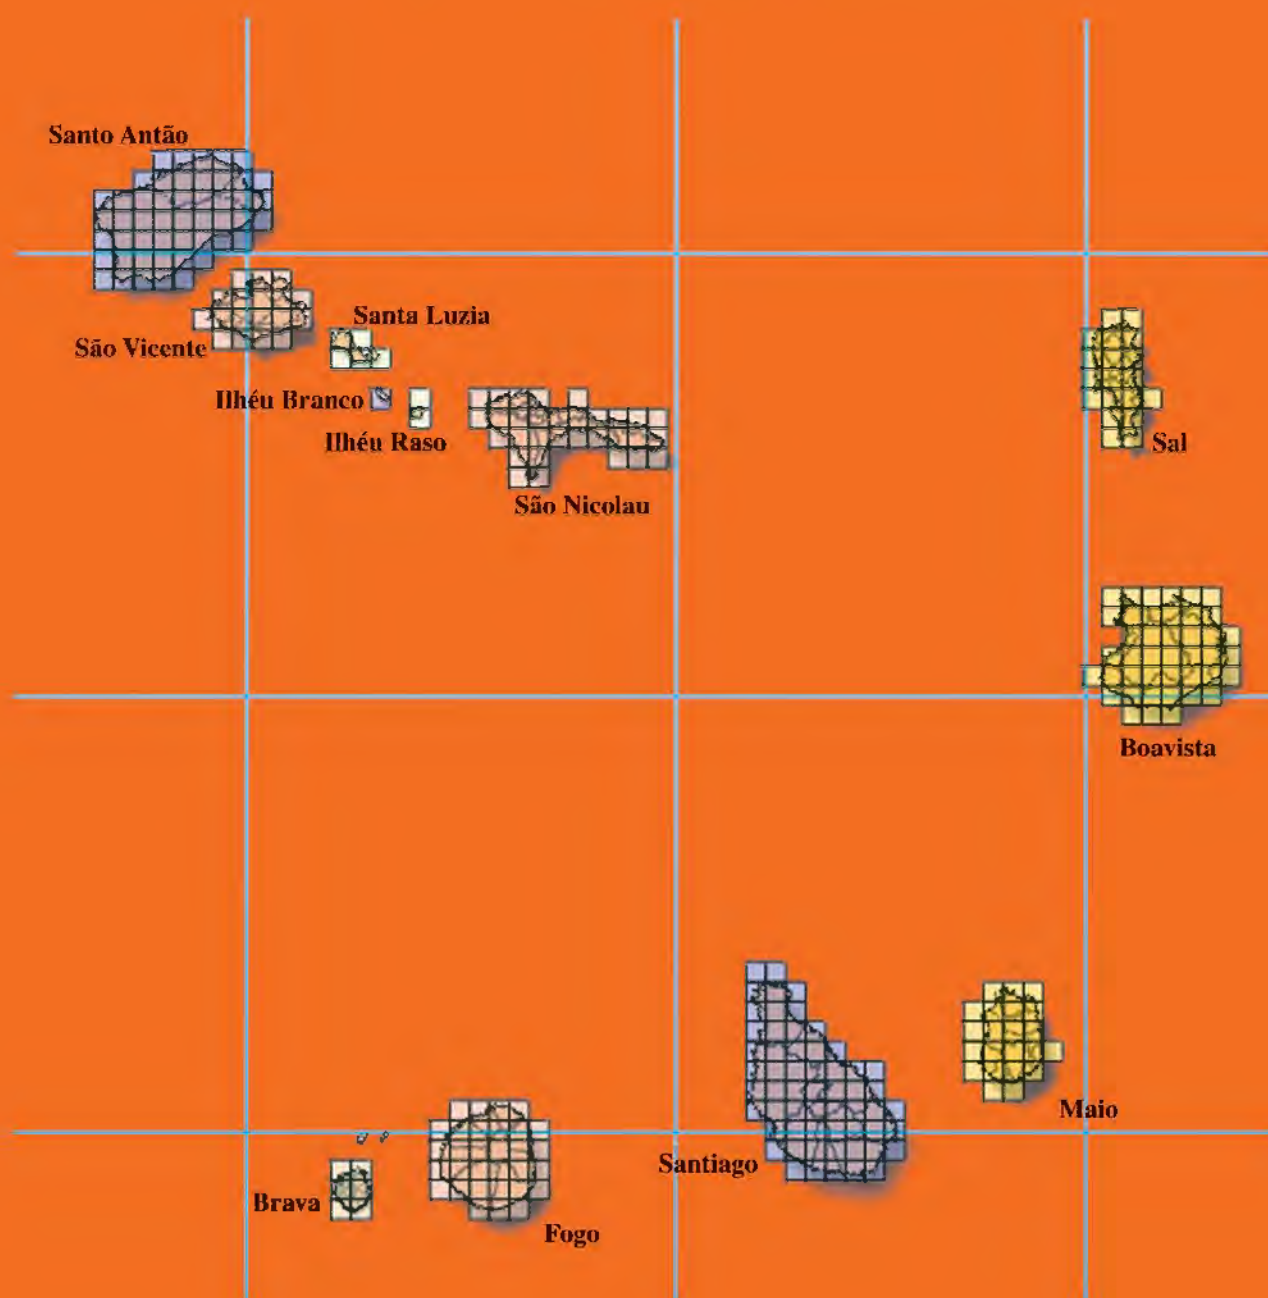 Santo Antão
Santa Luzia
São Vicente
Ilhéu Branco
Ilhéu Raso
Sal
São Nicolau
Boavista
Maio
Santiago
Brava
Fogo